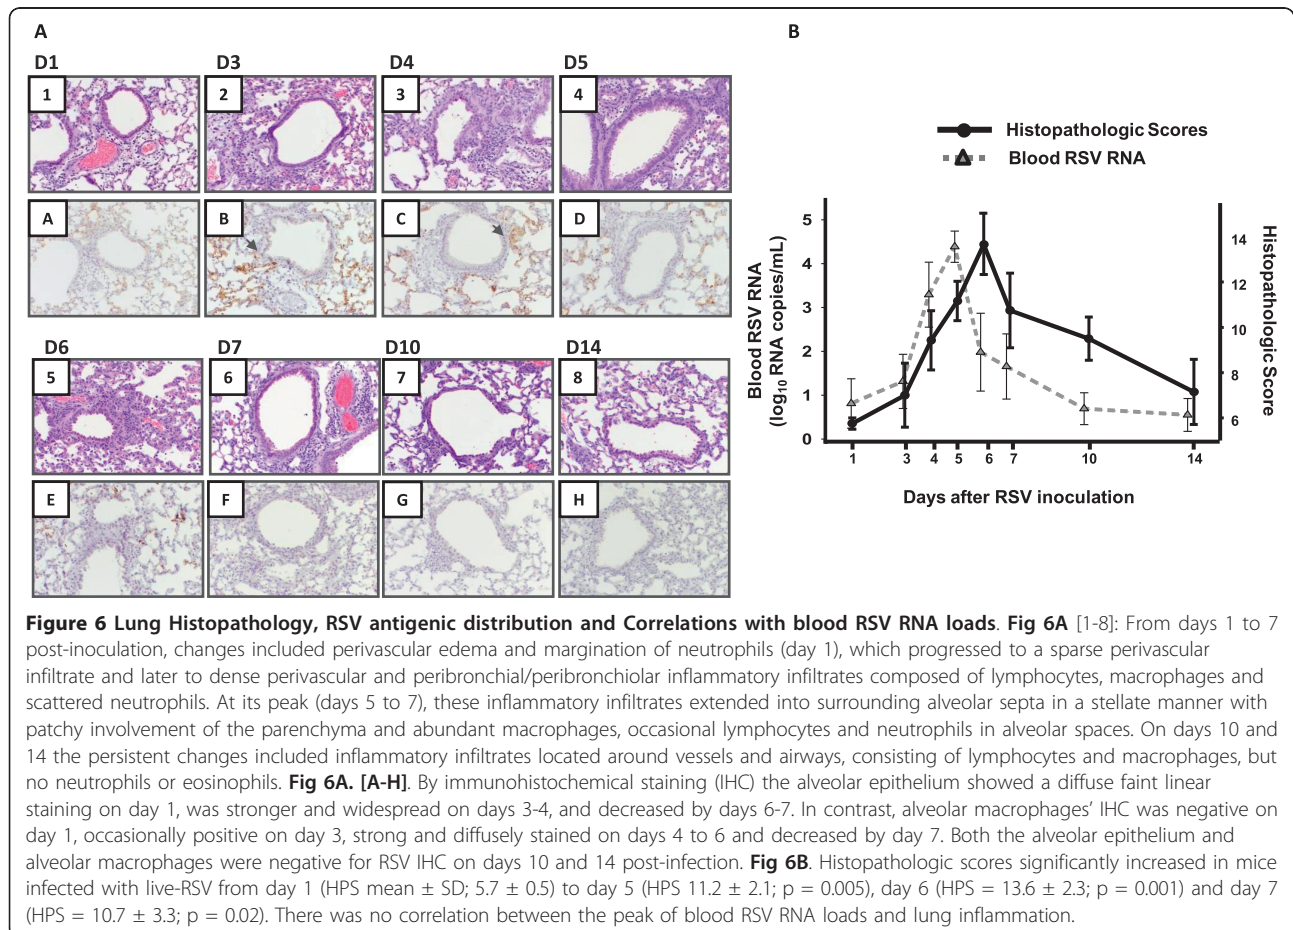 A
B
D1
D3
D4
D5
1
2
3
4
A
B
C
D
D6
D7
D10
D14
5
6
7
8
E
F
G
H
Histopathologic Scores
Blood RSV RNA
Blood RSV RNA
(log10 RNA copies/mL)
5
4
3
2
1
0
14
12
10
8
6
Histopathologic Score
1 3 4 5 6 7 10 14
Days after RSV inoculation
Figure 6 Lung Histopathology, RSV antigenic distribution and Correlations with blood RSV RNA loads. Fig 6A [1-8]: From days 1 to 7
post-inoculation, changes included perivascular edema and margination of neutrophils (day 1), which progressed to a sparse perivascular
infiltrate and later to dense perivascular and peribronchial/peribronchiolar inflammatory infiltrates composed of lymphocytes, macrophages and
scattered neutrophils. At its peak (days 5 to 7), these inflammatory infiltrates extended into surrounding alveolar septa in a stellate manner with
patchy involvement of the parenchyma and abundant macrophages, occasional lymphocytes and neutrophils in alveolar spaces. On days 10 and
14 the persistent changes included inflammatory infiltrates located around vessels and airways, consisting of lymphocytes and macrophages, but
no neutrophils or eosinophils. Fig 6A. [A-H]. By immunohistochemical staining (IHC) the alveolar epithelium showed a diffuse faint linear
staining on day 1, was stronger and widespread on days 3-4, and decreased by days 6-7. In contrast, alveolar macrophages' IHC was negative on
day 1, occasionally positive on day 3, strong and diffusely stained on days 4 to 6 and decreased by day 7. Both the alveolar epithelium and
alveolar macrophages were negative for RSV IHC on days 10 and 14 post-infection. Fig 6B. Histopathologic scores significantly increased in mice
infected with live-RSV from day 1 (HPS mean ± SD; 5.7 ± 0.5) to day 5 (HPS 11.2 ± 2.1; p = 0.005), day 6 (HPS = 13.6 ± 2.3; p = 0.001) and day 7
(HPS = 10.7 ± 3.3; p = 0.02). There was no correlation between the peak of blood RSV RNA loads and lung inflammation.